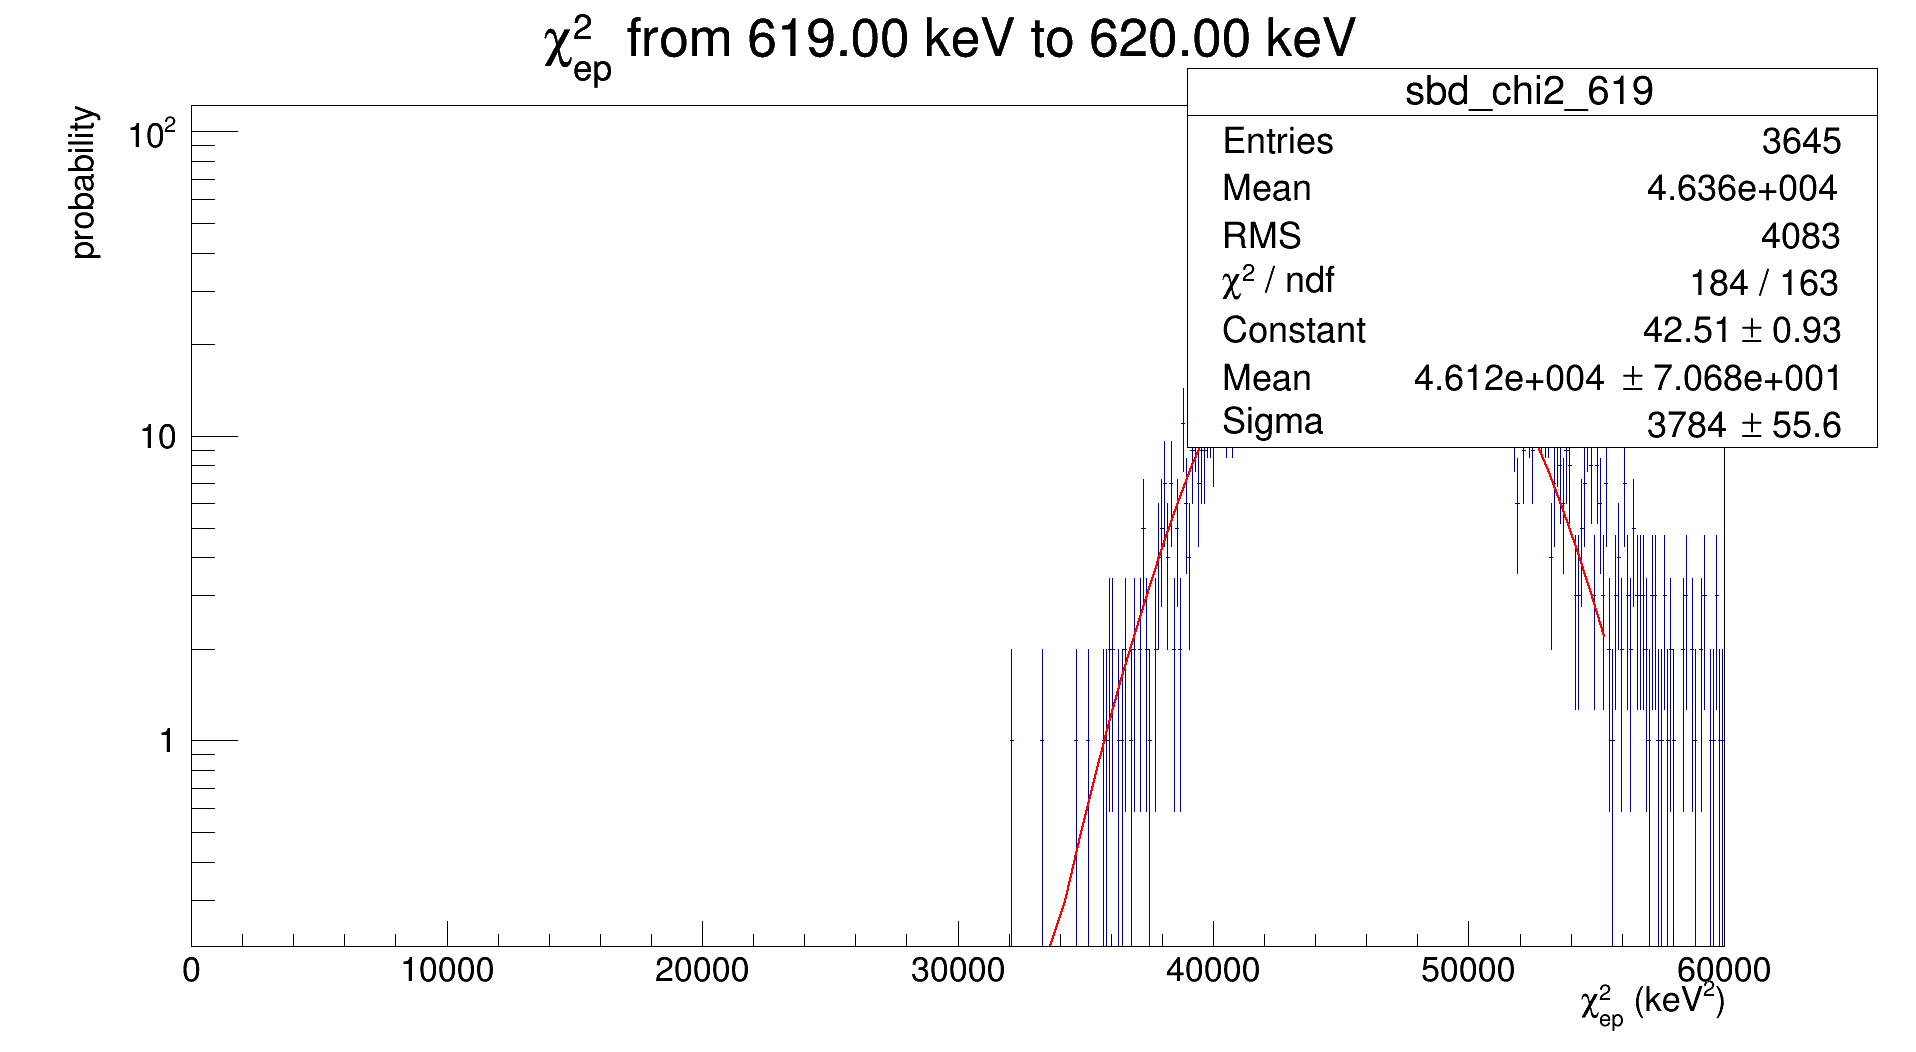 χ²ep from 619.00 keV to 620.00 keV
sbd_chi2_619
Entries 3645
Mean 4.636e+004
RMS 4083
χ² / ndf 184 / 163
Constant 42.51 ± 0.93
Mean 4.612e+004 ± 7.068e+001
Sigma 3784 ± 55.6
probability
10²
10
1
0 10000 20000 30000 40000 50000 60000
χ²ep (keV²)